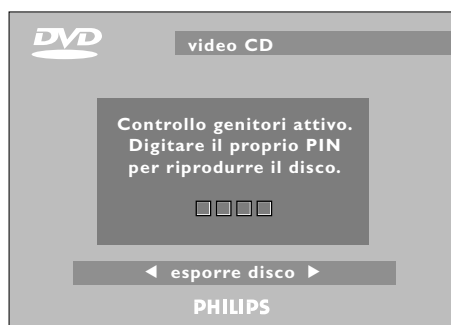 DVD
video CD
Controllo genitori attivo.
Digitare il proprio PIN
per riprodurre il disco.
esporre disco
PHILIPS